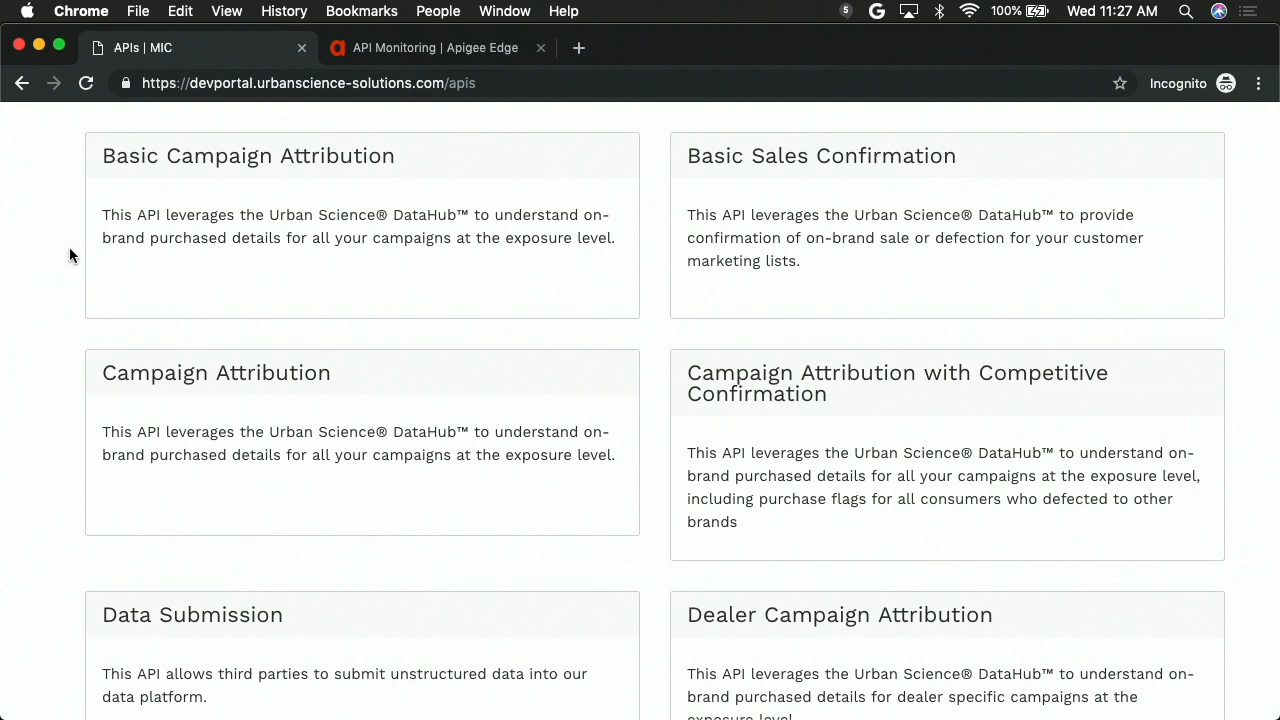 Chrome File Edit View History Bookmarks People Window Help 5 100% Wed 11:27 AM
APIs | MIC
API Monitoring | Apigee Edge
https://devportal.urbanscience-solutions.com/apis
Incognito
Basic Campaign Attribution
This API leverages the Urban Science® DataHub™ to understand on-
brand purchased details for all your campaigns at the exposure level.
Basic Sales Confirmation
This API leverages the Urban Science® DataHub™ to provide
confirmation of on-brand sale or defection for your customer
marketing lists.
Campaign Attribution
This API leverages the Urban Science® DataHub™ to understand on-
brand purchased details for all your campaigns at the exposure level.
Campaign Attribution with Competitive
Confirmation
This API leverages the Urban Science® DataHub™ to understand on-
brand purchased details for all your campaigns at the exposure level,
including purchase flags for all consumers who defected to other
brands
Data Submission
This API allows third parties to submit unstructured data into our
data platform.
Dealer Campaign Attribution
This API leverages the Urban Science® DataHub™ to understand on-
brand purchased details for dealer specific campaigns at the
exposure level